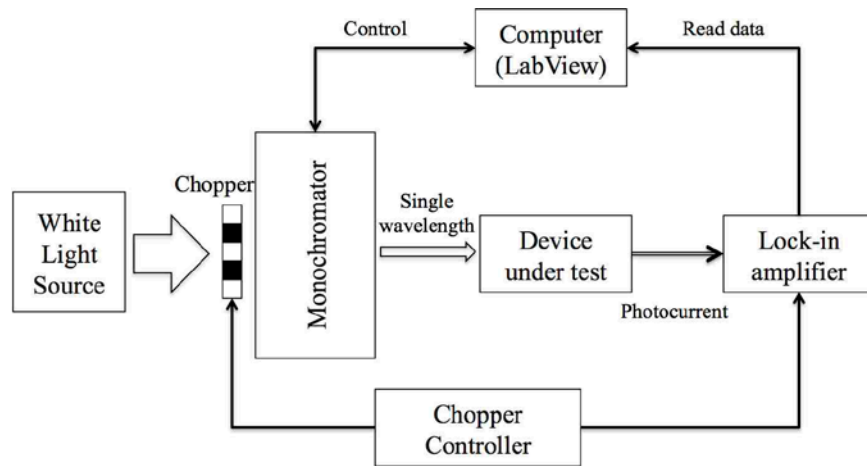 Control
Computer
(LabView)
Read data
Chopper
Monochromator
White
Light
Source
Single
wavelength
Device
under test
Lock-in
amplifier
Photocurrent
Chopper
Controller